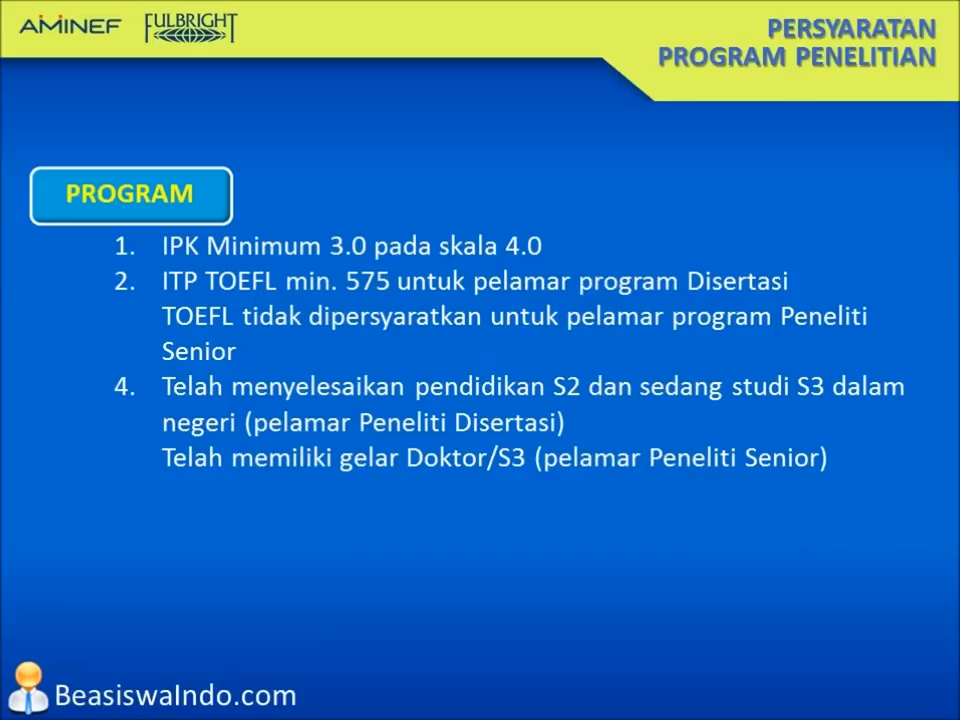 AMINEF
FULBRIGHT
PERSYARATAN
PROGRAM PENELITIAN
PROGRAM
1. IPK Minimum 3.0 pada skala 4.0
2. ITP TOEFL min. 575 untuk pelamar program Disertasi
TOEFL tidak dipersyaratkan untuk pelamar program Peneliti
Senior
4. Telah menyelesaikan pendidikan S2 dan sedang studi S3 dalam
negeri (pelamar Peneliti Disertasi)
Telah memiliki gelar Doktor/S3 (pelamar Peneliti Senior)
BeasiswaIndo.com